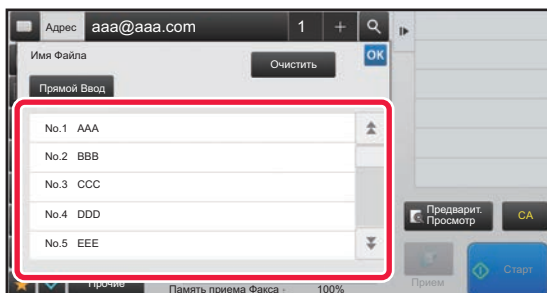 Адрес aaa@aaa.com 1 +
Имя Файла
OK
Очистить
Прямой Ввод
No.1 AAA
No.2 BBB
No.3 CCC
No.4 DDD
No.5 EEE
Предварит.
Просмотр
CA
Прочие
Память приема Факса 100%
Прием
Старт